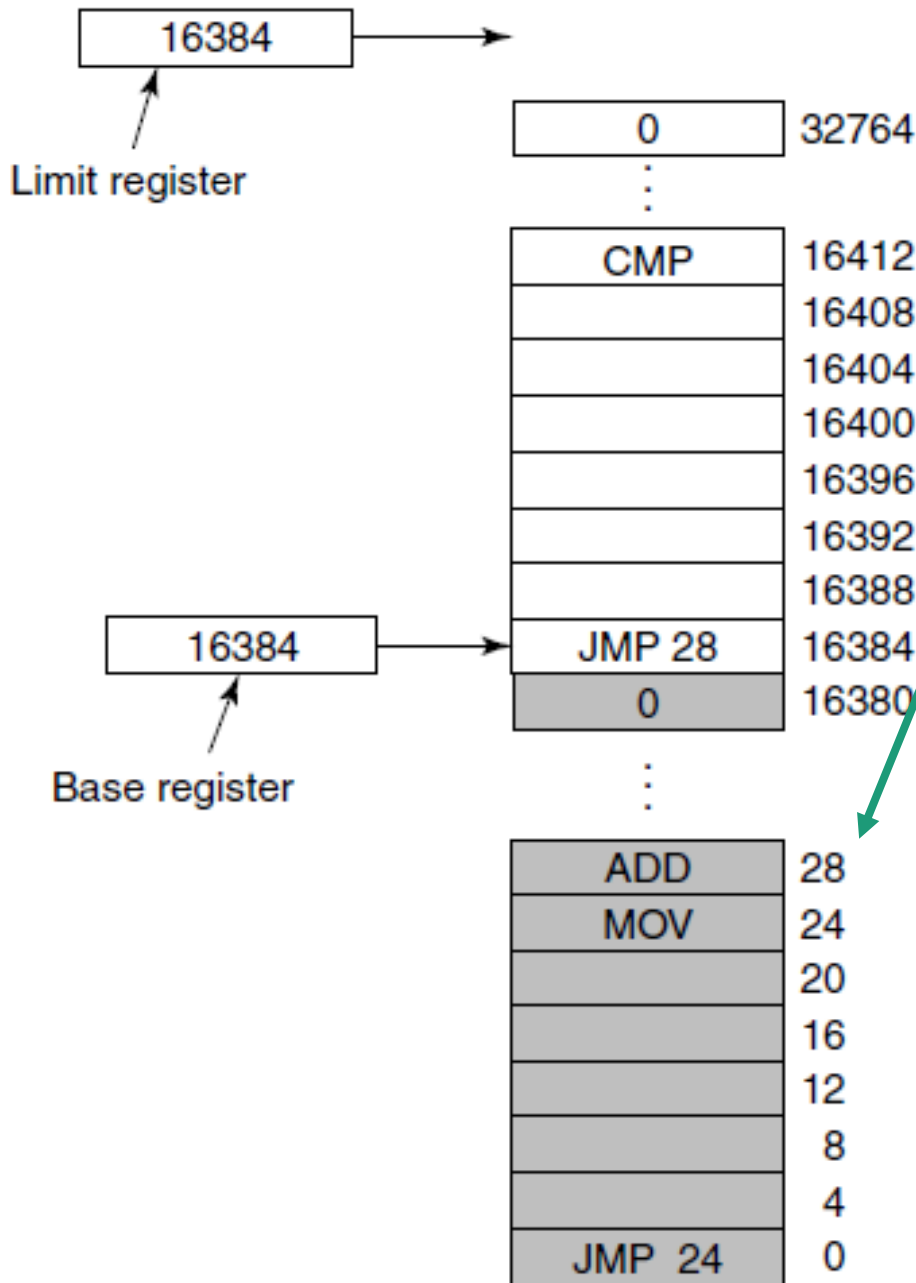 16384
Limit register
0 32764
⋮
CMP 16412
16408
16404
16400
16396
16392
16388
16384 JMP 28 16384
0 16380
Base register
⋮
ADD 28
MOV 24
20
16
12
8
4
JMP 24 0